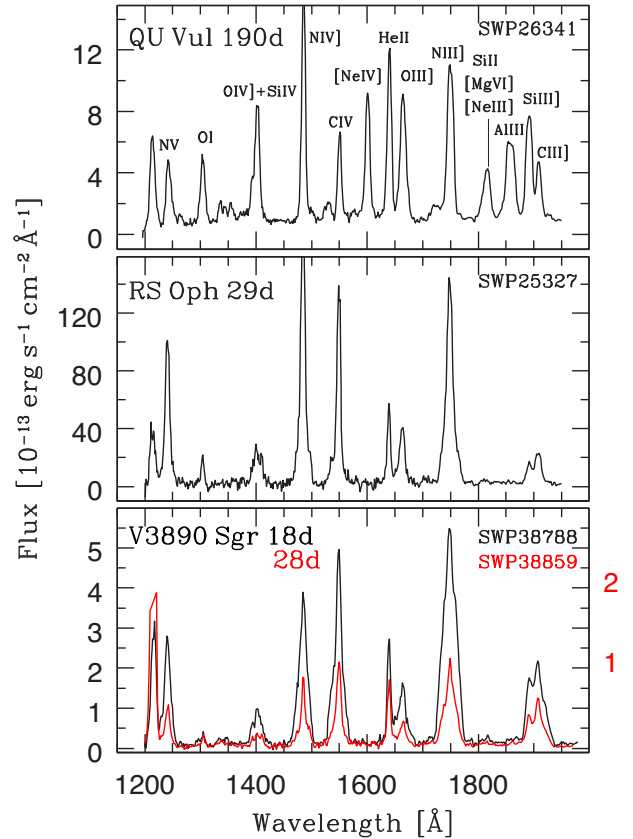 QU Vul 190d
SWP26341
NIV]
HeII
NIII]
SiII
[MgVI]
[NeIII]
[NeIV]
OIII]
SiIII]
OIV]+SiIV
NV
OI
CIV
AlIII
CIII]
12
8
4
0
RS Oph 29d
SWP25327
120
80
40
0
V3890 Sgr 18d
28d
SWP38788
SWP38859
5
4
3
2
1
0
2
1
1200 1400 1600 1800
Wavelength [Å]
Flux [10⁻¹³ erg s⁻¹ cm⁻² Å⁻¹]